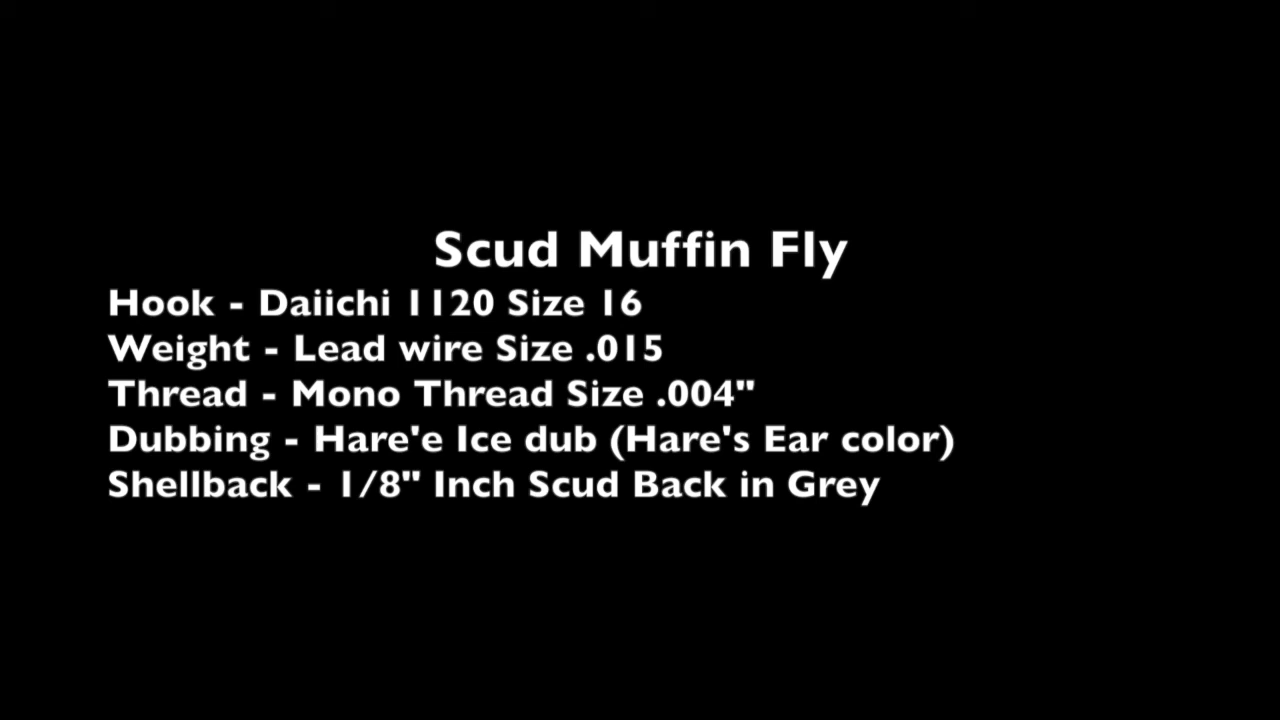 Scud Muffin Fly
Hook - Daiichi 1120 Size 16
Weight - Lead wire Size .015
Thread - Mono Thread Size .004"
Dubbing - Hare'e Ice dub (Hare's Ear color)
Shellback - 1/8" Inch Scud Back in Grey